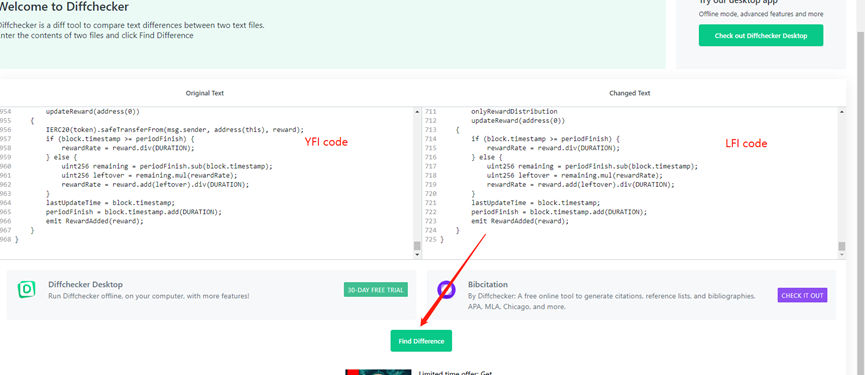 Welcome to Diffchecker
Diffchecker is a diff tool to compare text differences between two text files.
Enter the contents of two files and click Find Difference
Try our desktop app
Offline mode, advanced features and more
Check out Diffchecker Desktop
Original Text
954 updateReward(address(0))
955 {
956 IERC20(token).safeTransferFrom(msg.sender, address(this), reward);
957 if (block.timestamp >= periodFinish) {
958 rewardRate = reward.div(DURATION);
959 } else {
960 uint256 remaining = periodFinish.sub(block.timestamp);
961 uint256 leftover = remaining.mul(rewardRate);
962 rewardRate = reward.add(leftover).div(DURATION);
963 }
964 lastUpdateTime = block.timestamp;
965 periodFinish = block.timestamp.add(DURATION);
966 emit RewardAdded(reward);
967 }
968 }
YFI code
Changed Text
711 onlyRewardDistribution
712 updateReward(address(0))
713 {
714 if (block.timestamp >= periodFinish) {
715 rewardRate = reward.div(DURATION);
716 } else {
717 uint256 remaining = periodFinish.sub(block.timestamp);
718 uint256 leftover = remaining.mul(rewardRate);
719 rewardRate = reward.add(leftover).div(DURATION);
720 }
721 lastUpdateTime = block.timestamp;
722 periodFinish = block.timestamp.add(DURATION);
723 emit RewardAdded(reward);
724 }
725 }
LFI code
Diffchecker Desktop
Run Diffchecker offline, on your computer, with more features!
30-DAY FREE TRIAL
Bibcitation
By Diffchecker: A free online tool to generate citations, reference lists, and bibliographies.
APA, MLA, Chicago, and more.
CHECK IT OUT
Find Difference
Limited time offer: Get